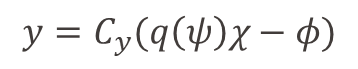 y = C_y(q(ψ)χ − ϕ)